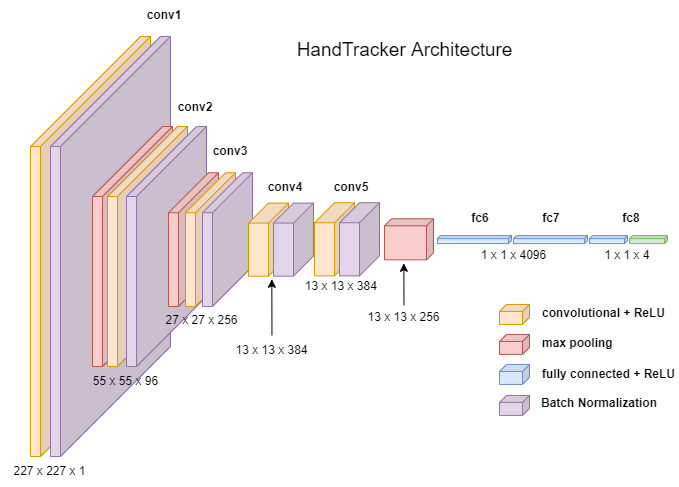 conv1
HandTracker Architecture
conv2
conv3
conv4
conv5
fc6
fc7
fc8
1 x 1 x 4096
1 x 1 x 4
13 x 13 x 384
27 x 27 x 256
13 x 13 x 256
13 x 13 x 384
55 x 55 x 96
227 x 227 x 1
convolutional + ReLU
max pooling
fully connected + ReLU
Batch Normalization